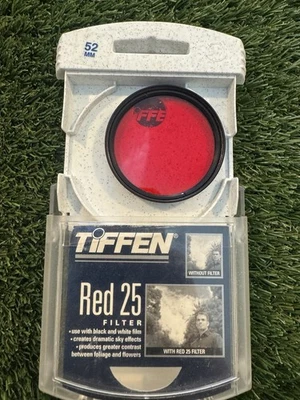 52
MM
FFE
TIFFEN
WITHOUT FILTER
Red 25
FILTER
• use with black and white film
• creates dramatic sky effects
• produces greater contrast
between foliage and flowers
WITH RED 25 FILTER